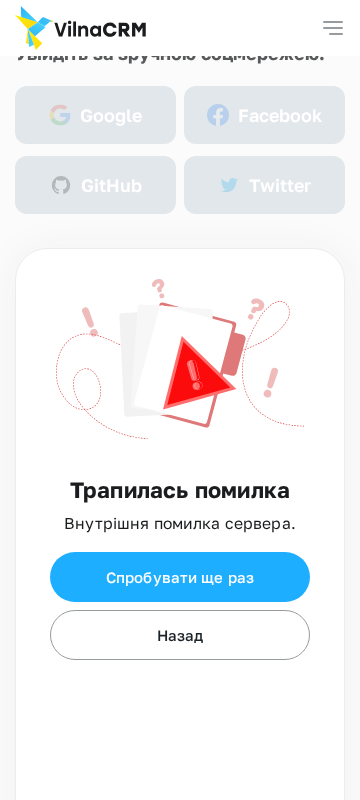 VilnaCRM
Увійдіть за зручною соцмережею:
Google
Facebook
GitHub
Twitter
Трапилась помилка
Внутрішня помилка сервера.
Спробувати ще раз
Назад